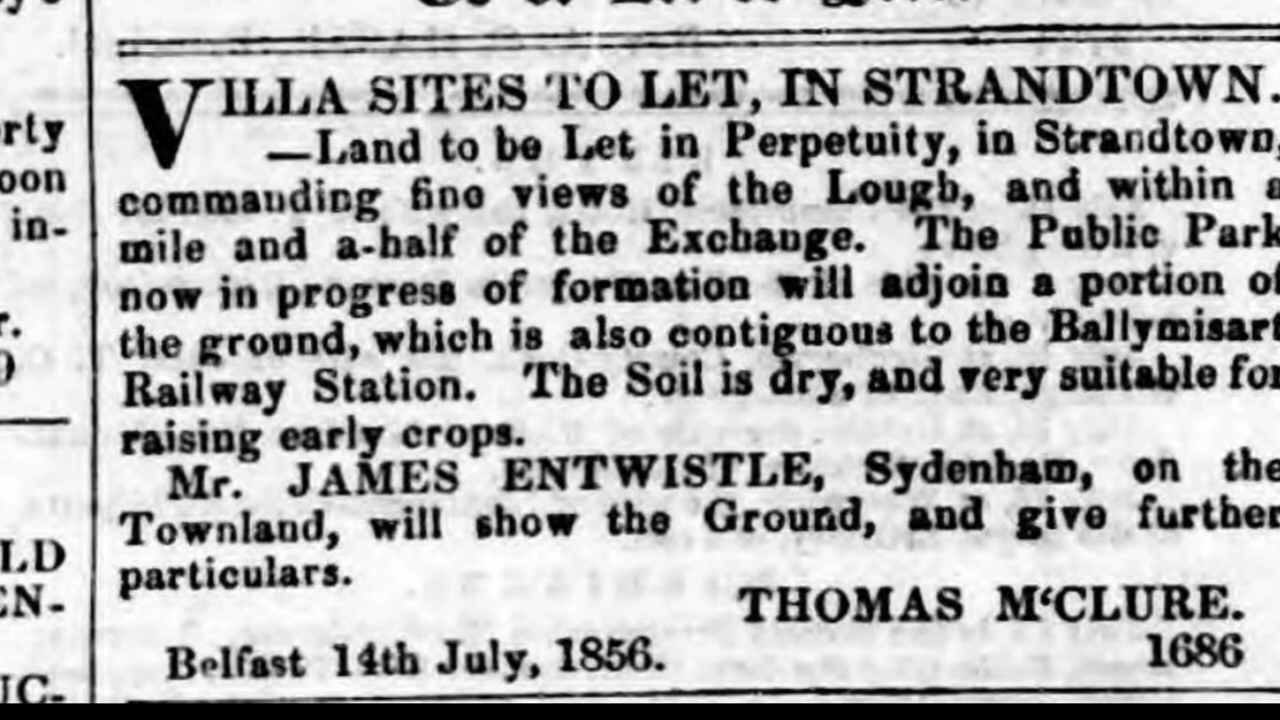 VILLA SITES TO LET, IN STRANDTOWN.
—Land to be Let in Perpetuity, in Strandtown,
commanding fine views of the Lough, and within a
mile and a-half of the Exchange. The Public Park
now in progress of formation will adjoin a portion of
the ground, which is also contiguous to the Ballymisart
Railway Station. The Soil is dry, and very suitable for
raising early crops.
Mr. JAMES ENTWISTLE, Sydenham, on the
Townland, will show the Ground, and give further
particulars.
THOMAS M‘CLURE.
Belfast 14th July, 1856. 1686